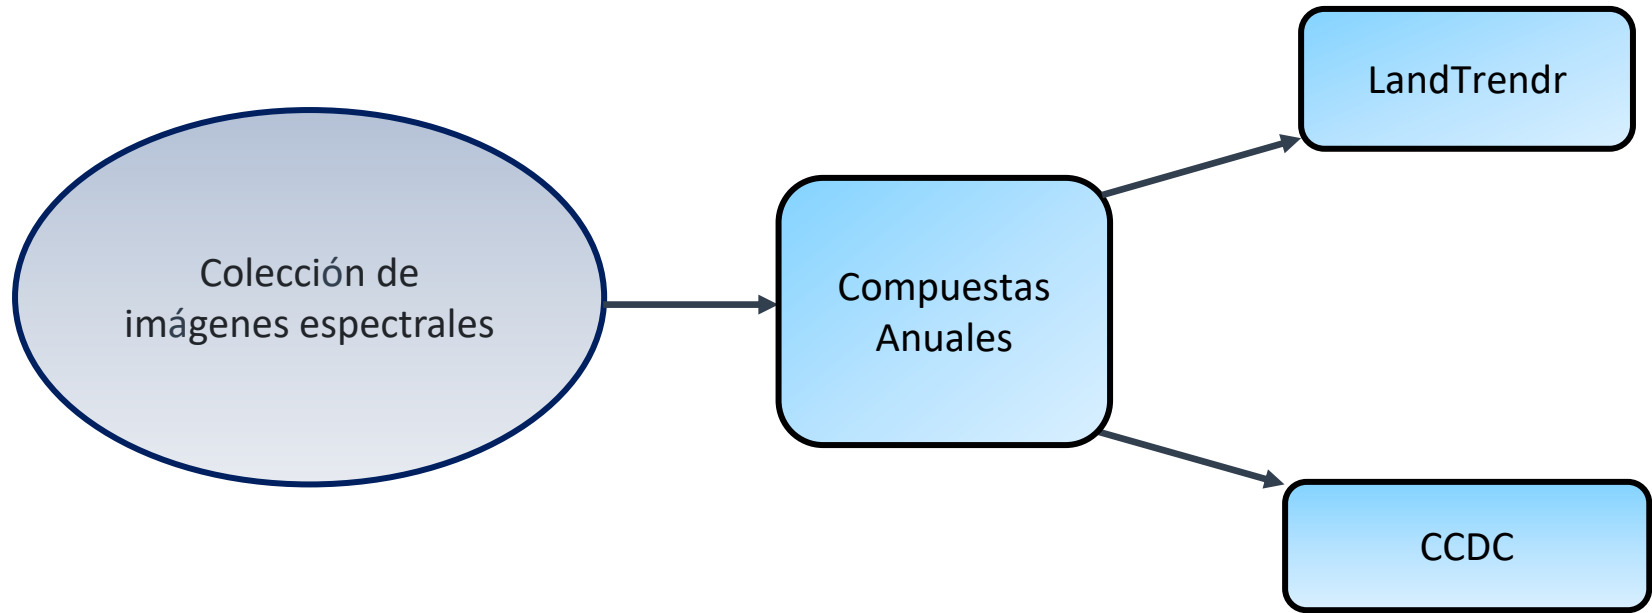 Colección de
imágenes espectrales
Compuestas
Anuales
LandTrendr
CCDC